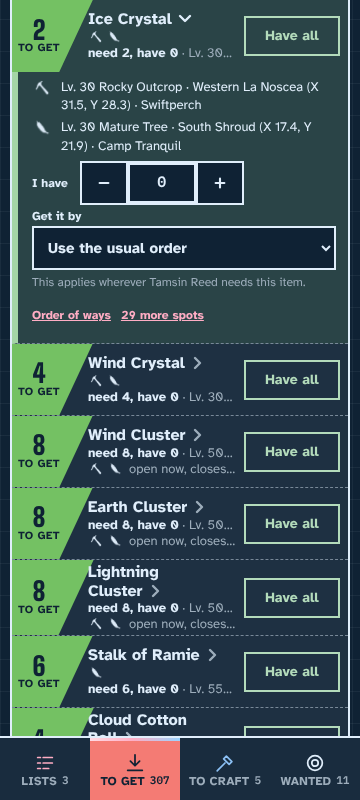 2
TO GET
Ice Crystal
need 2, have 0 · Lv. 30...
Have all
Lv. 30 Rocky Outcrop · Western La Noscea (X
31.5, Y 28.3) · Swiftperch
Lv. 30 Mature Tree · South Shroud (X 17.4, Y
21.9) · Camp Tranquil
I have
−
0
+
Get it by
Use the usual order
This applies wherever Tamsin Reed needs this item.
Order of ways 29 more spots
4
TO GET
Wind Crystal
need 4, have 0 · Lv. 30...
Have all
8
TO GET
Wind Cluster
need 8, have 0 · Lv. 50...
open now, closes...
Have all
8
TO GET
Earth Cluster
need 8, have 0 · Lv. 50...
open now, closes...
Have all
8
TO GET
Lightning
Cluster
need 8, have 0 · Lv. 50...
open now, closes...
Have all
6
TO GET
Stalk of Ramie
need 6, have 0 · Lv. 55...
Have all
Cloud Cotton
LISTS 3
TO GET 307
TO CRAFT 5
WANTED 11